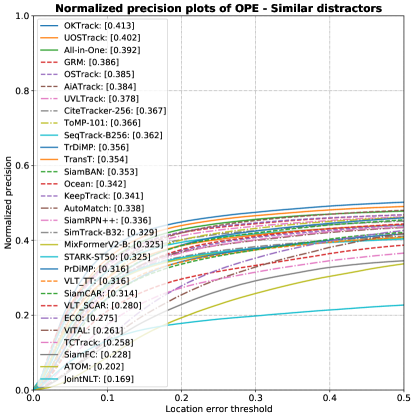 Normalized precision plots of OPE - Similar distractors
1.0
0.8
0.6
0.4
0.2
0.0
Normalized precision
OKTrack: [0.413]
UOSTrack: [0.402]
All-in-One: [0.392]
GRM: [0.386]
OSTrack: [0.385]
AiATrack: [0.384]
UVLTrack: [0.378]
CiteTracker-256: [0.367]
ToMP-101: [0.366]
SeqTrack-B256: [0.362]
TrDiMP: [0.356]
TransT: [0.354]
SiamBAN: [0.353]
Ocean: [0.342]
KeepTrack: [0.341]
AutoMatch: [0.338]
SiamRPN++: [0.336]
SimTrack-B32: [0.329]
MixFormerV2-B: [0.325]
STARK-ST50: [0.325]
PrDiMP: [0.316]
VLT_TT: [0.316]
SiamCAR: [0.314]
VLT_SCAR: [0.280]
ECO: [0.275]
VITAL: [0.261]
TCTrack: [0.258]
SiamFC: [0.228]
ATOM: [0.202]
JointNLT: [0.169]
0.0 0.1 0.2 0.3 0.4 0.5
Location error threshold